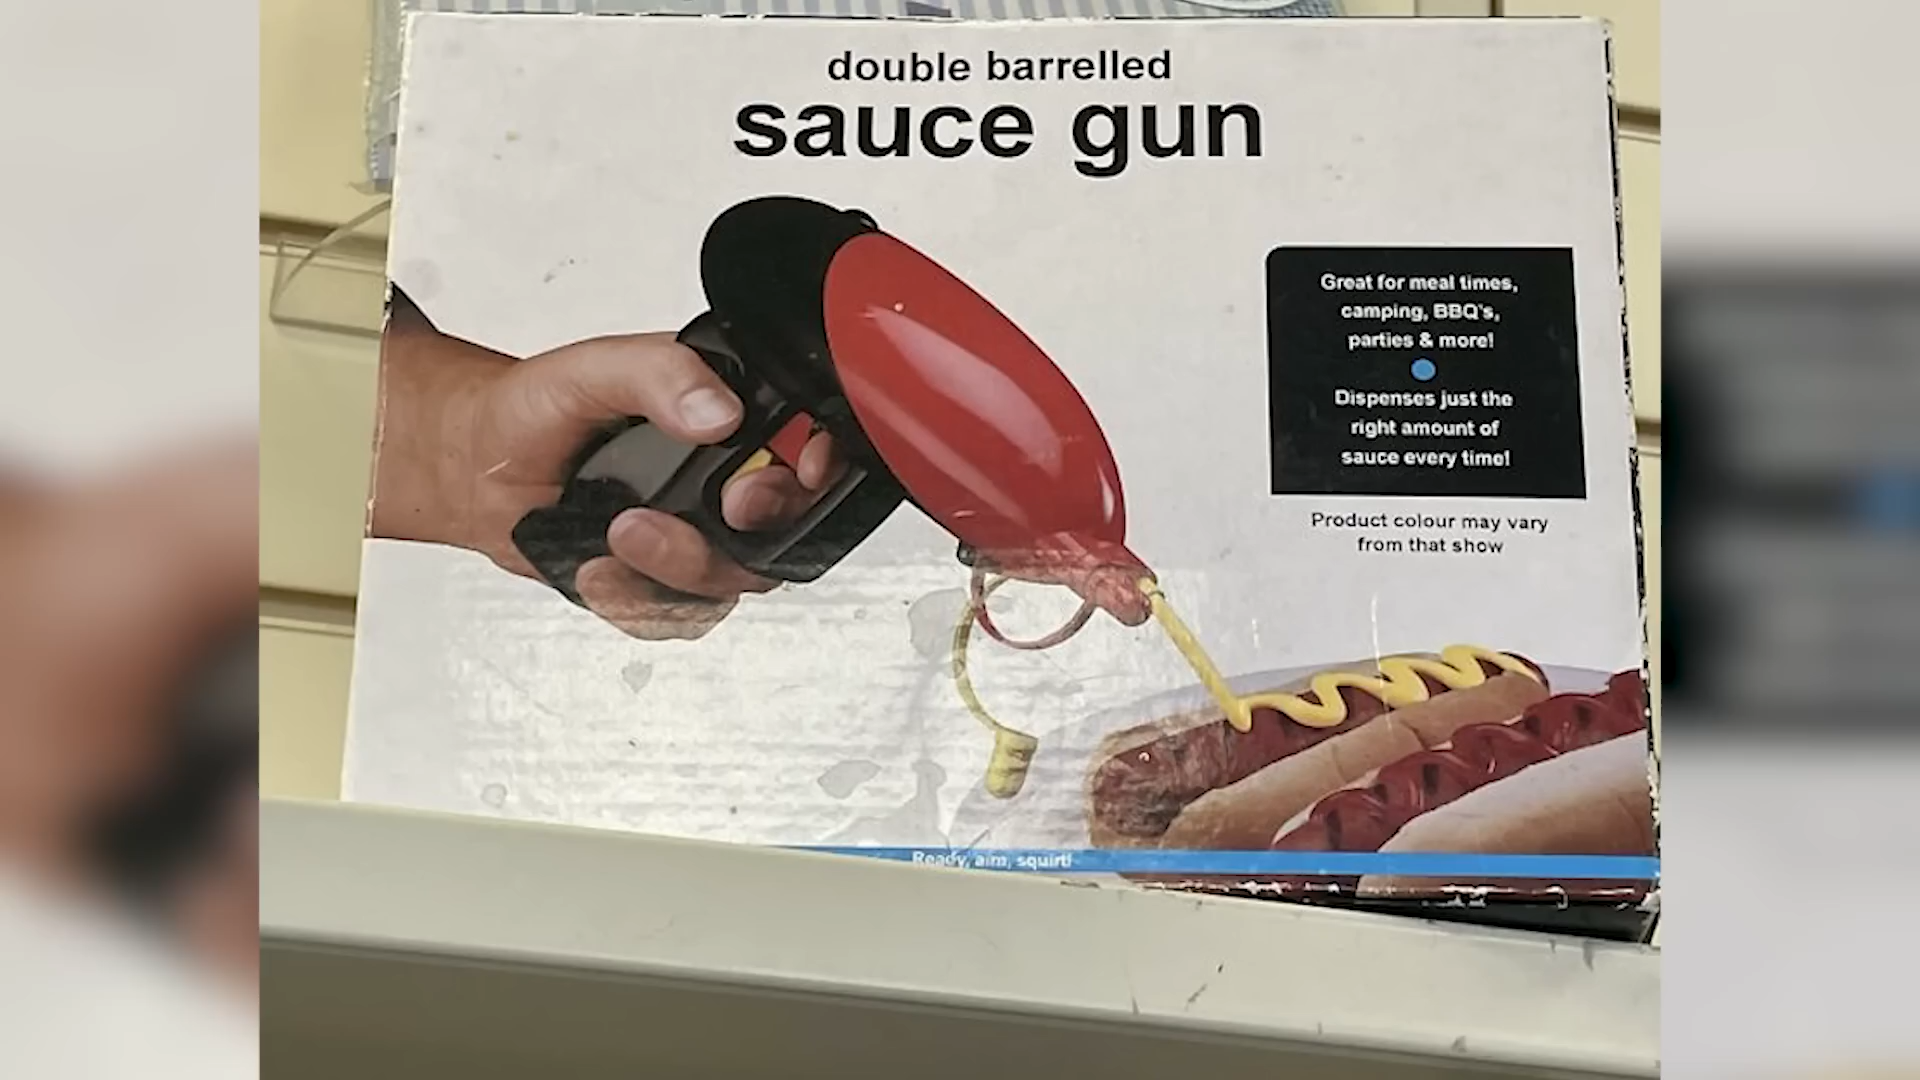 double barrelled
sauce gun
Great for meal times,
camping, BBQ's,
parties & more!
Dispenses just the
right amount of
sauce every time!
Product colour may vary
from that show
Ready, aim, squirt!